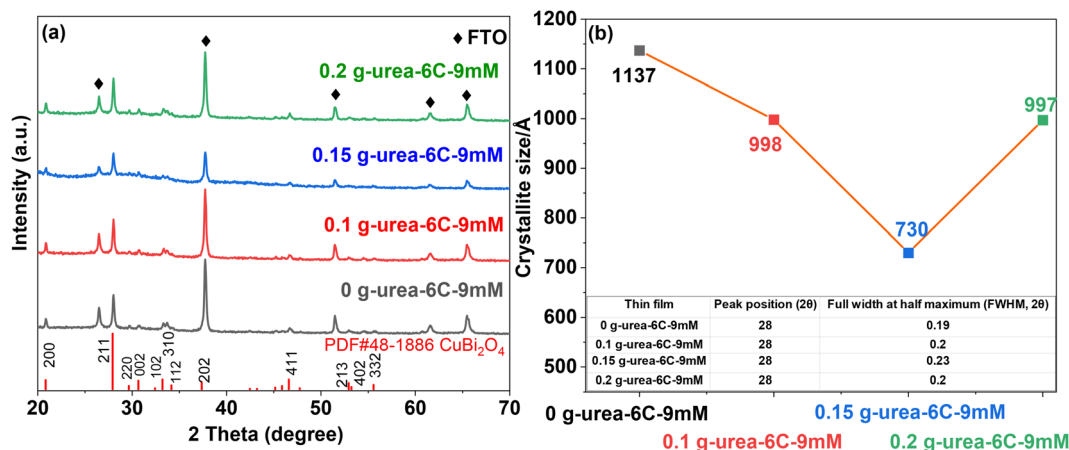 (a)
♦ FTO
0.2 g-urea-6C-9mM
0.15 g-urea-6C-9mM
0.1 g-urea-6C-9mM
0 g-urea-6C-9mM
PDF#48-1886 CuBi₂O₄
200
211
220
002
102
310
112
202
411
213
402
332
20 30 40 50 60 70
2 Theta (degree)
Intensity (a.u.)
(b)
1200
1100
1000
900
800
700
600
500
400
Crystallite size/Å
1137
998
730
997
Thin film Peak position (2θ) Full width at half maximum (FWHM, 2θ)
0 g-urea-6C-9mM 28 0.19
0.1 g-urea-6C-9mM 28 0.2
0.15 g-urea-6C-9mM 28 0.23
0.2 g-urea-6C-9mM 28 0.2
0 g-urea-6C-9mM
0.15 g-urea-6C-9mM
0.1 g-urea-6C-9mM
0.2 g-urea-6C-9mM